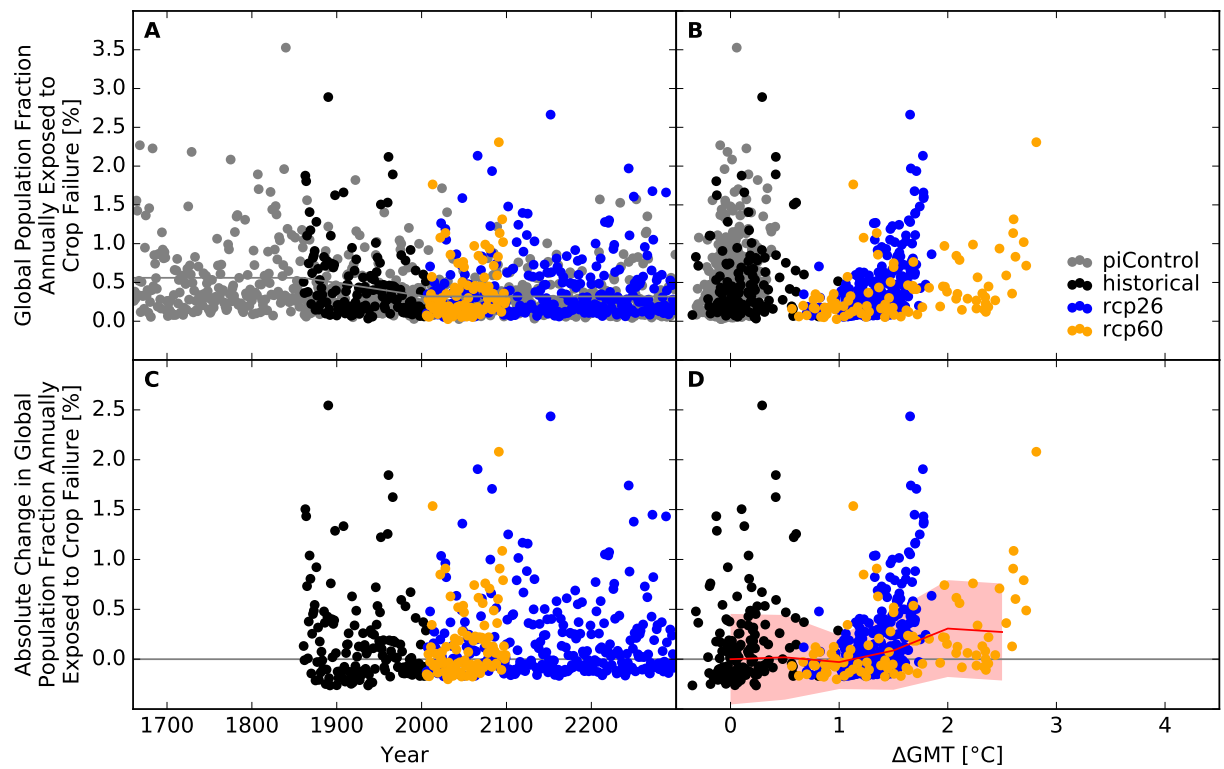 Global Population Fraction
Annually Exposed to
Crop Failure [%]
A
3.5
3.0
2.5
2.0
1.5
1.0
0.5
0.0
B
piControl
historical
rcp26
rcp60
Absolute Change in Global
Population Fraction Annually
Exposed to Crop Failure [%]
C
2.5
2.0
1.5
1.0
0.5
0.0
1700 1800 1900 2000 2100 2200
Year
D
0 1 2 3 4
ΔGMT [°C]